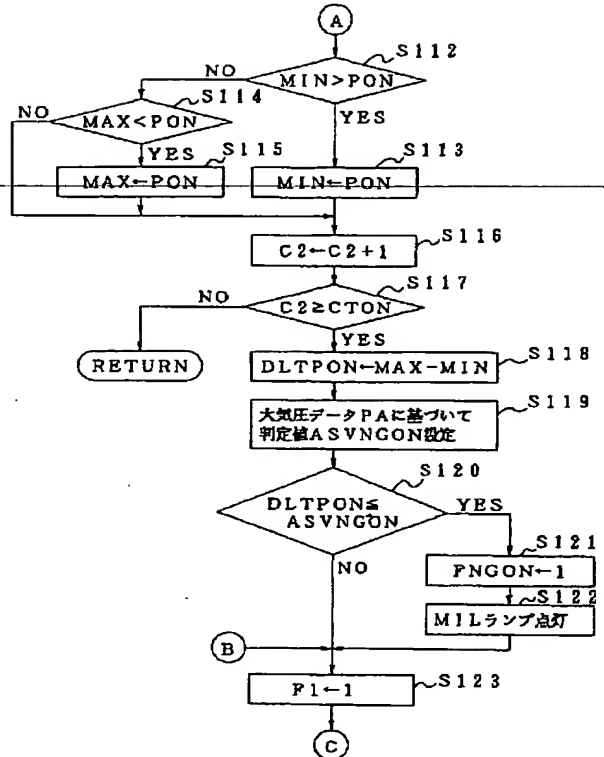 A
S112
NO
MIN>PON
S114
NO
MAX<PON
YES
YES
S115
S113
MAX←PON
MIN←PON
S116
C2←C2+1
S117
NO
C2≥CTON
YES
RETURN
S118
DLTPON←MAX-MIN
S119
大気圧データPAに基づいて
判定値ASVNGON設定
S120
DLTPON≦
ASVNGON
YES
S121
NO
FNGON←1
S122
MILランプ点灯
B
S123
F1←1
C